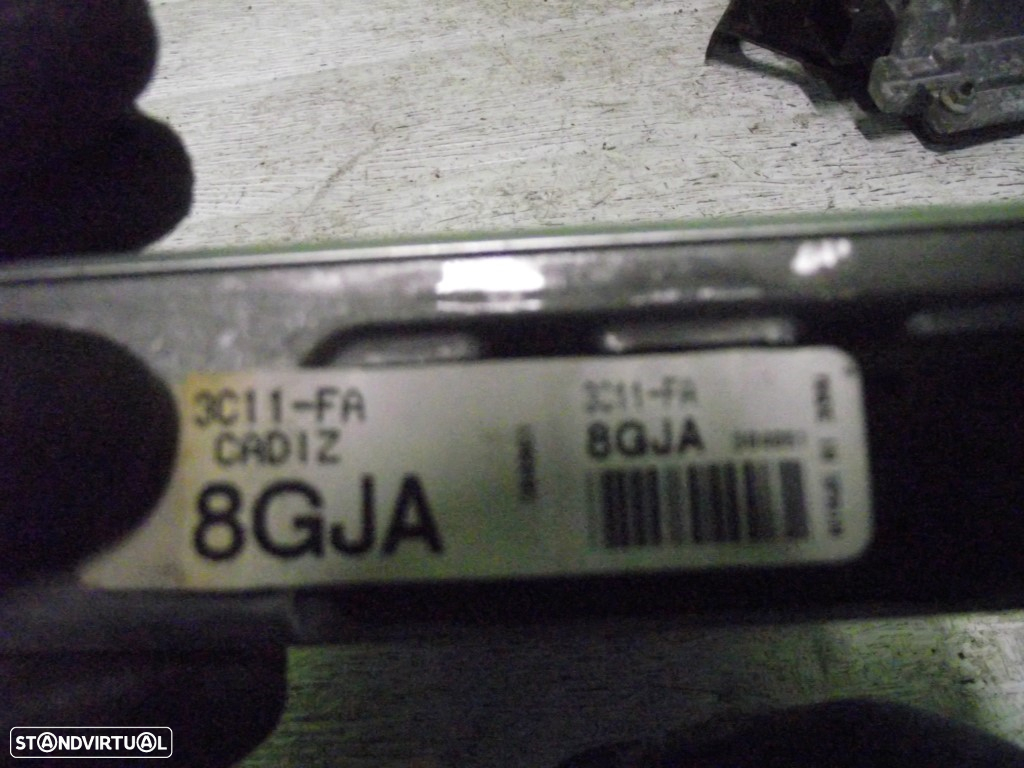 3C11-FA
CADIZ
8GJA
3C11-FA
8GJA
STANDVIRTUAL